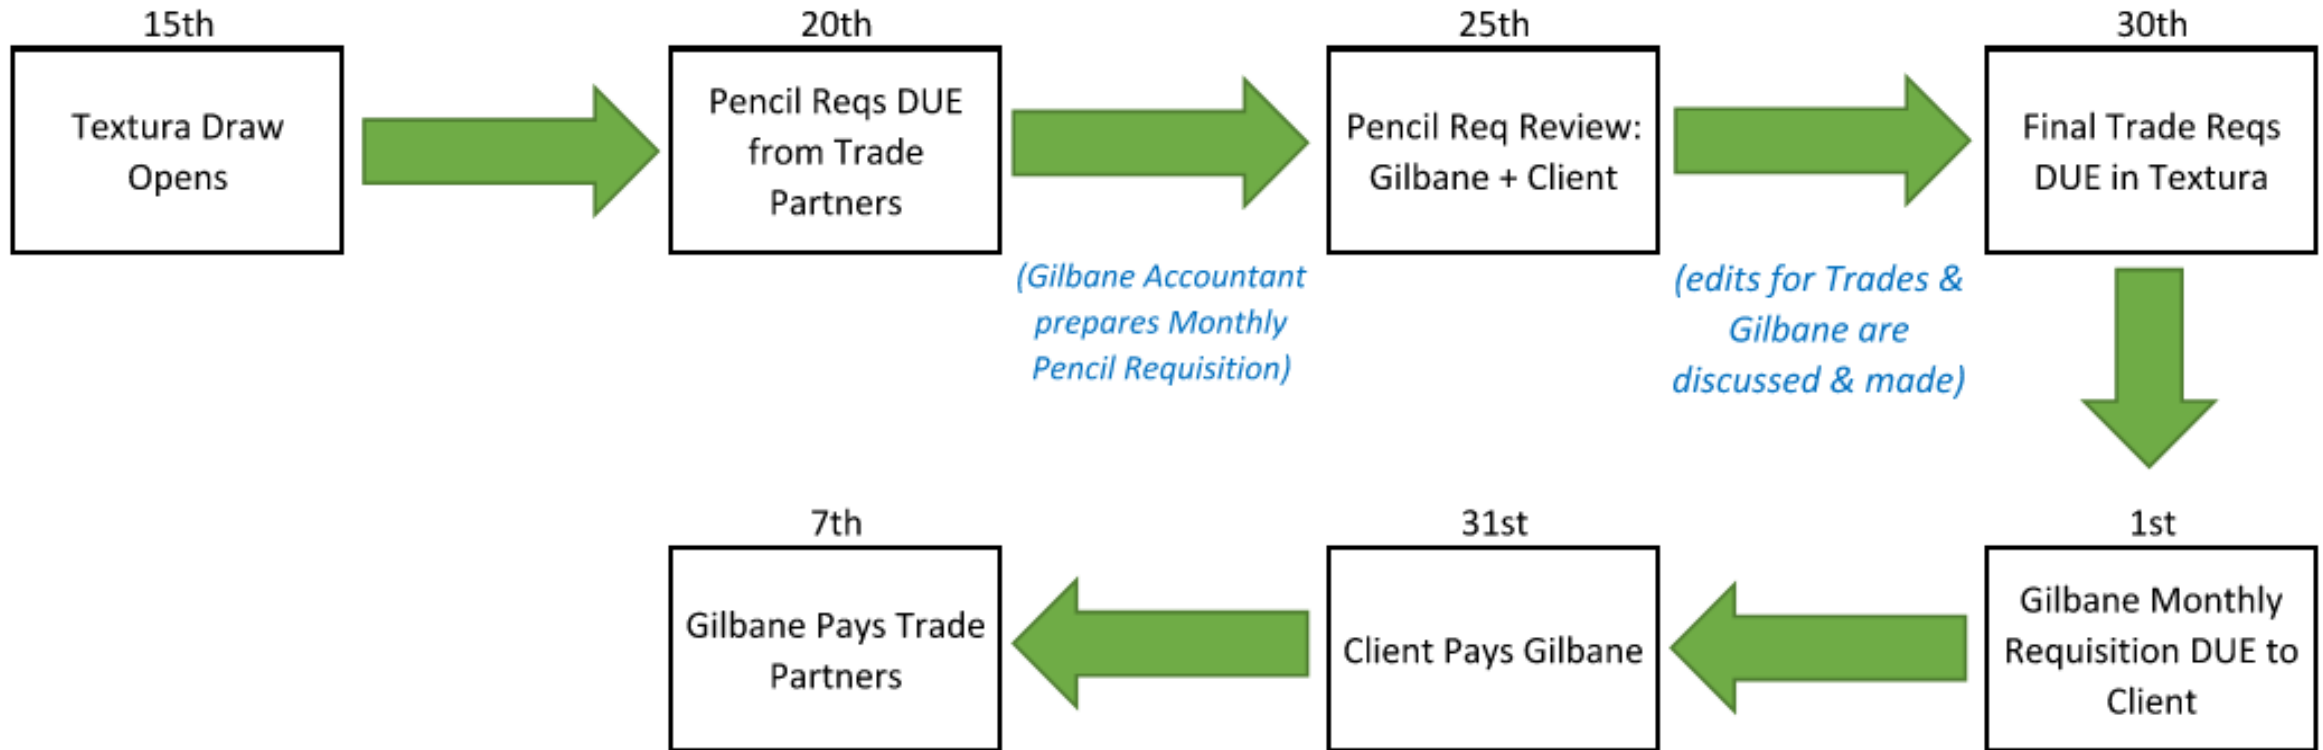 15th
Textura Draw
Opens
20th
Pencil Reqs DUE
from Trade
Partners
(Gilbane Accountant
prepares Monthly
Pencil Requisition)
25th
Pencil Req Review:
Gilbane + Client
(edits for Trades &
Gilbane are
discussed & made)
30th
Final Trade Reqs
DUE in Textura
1st
Gilbane Monthly
Requisition DUE to
Client
31st
Client Pays Gilbane
7th
Gilbane Pays Trade
Partners